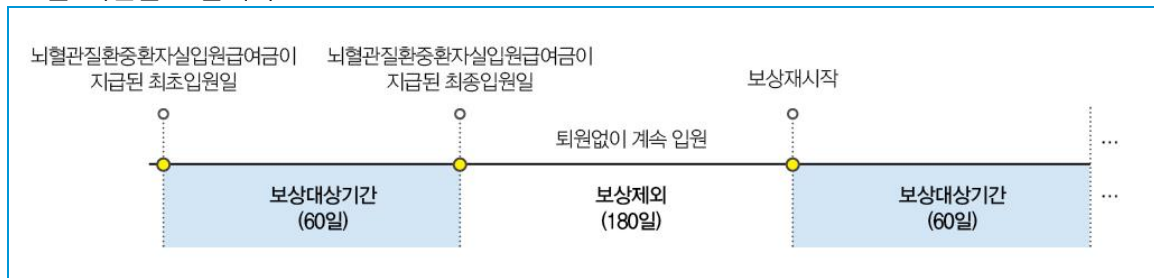 뇌혈관질환중환자실입원급여금이
지급된 최초입원일
뇌혈관질환중환자실입원급여금이
지급된 최종입원일
보상재시작
퇴원없이 계속 입원
...
보상대상기간
(60일)
보상제외
(180일)
보상대상기간
(60일)
...